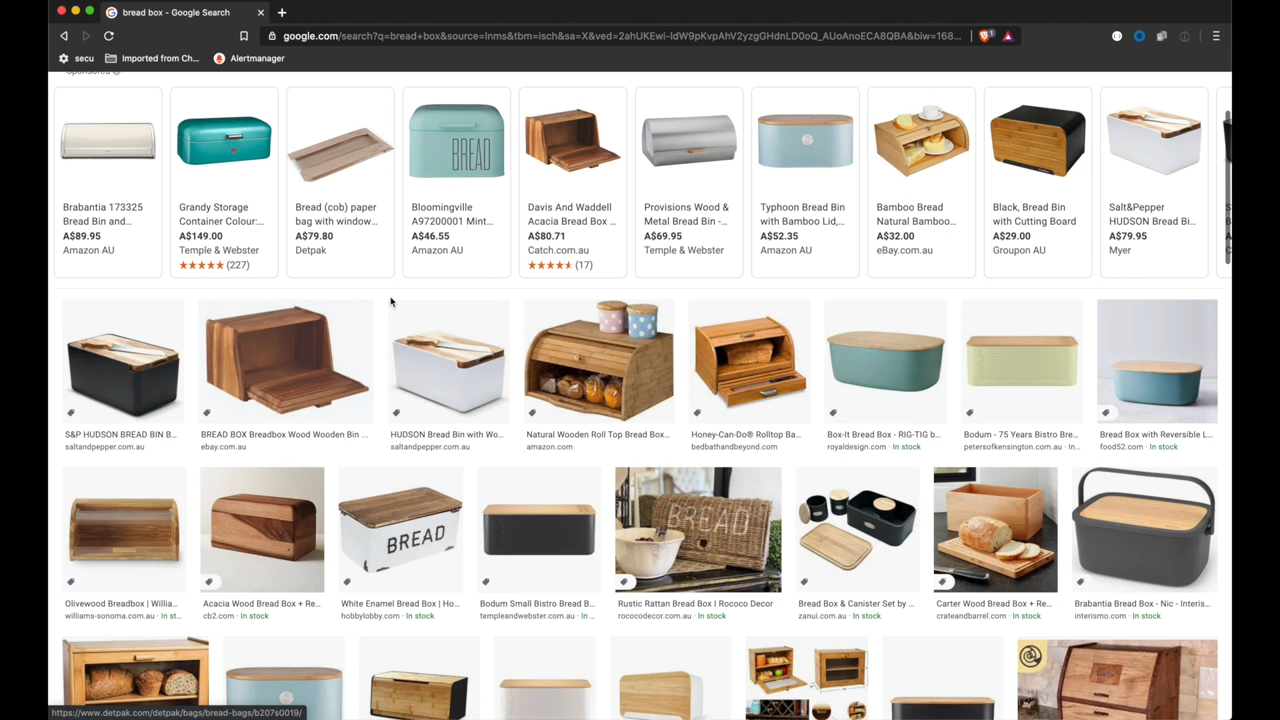 bread box - Google Search
google.com/search?q=bread+box&source=lnms&tbm=isch&sa=X&ved=2ahUKEwi-IdW9pKvpAhV2yzgGHdnLD0oQ_AUoAnoECA8QBA&biw=168...
secu
Imported from Ch...
Alertmanager
Brabantia 173325
Bread Bin and...
A$89.95
Amazon AU
Grandy Storage
Container Colour:...
A$149.00
Temple & Webster
(227)
Bread (cob) paper
bag with window...
A$79.80
Detpak
Bloomingville
A97200001 Mint...
A$46.55
Amazon AU
Davis And Waddell
Acacia Bread Box ...
A$80.71
Catch.com.au
(17)
Provisions Wood &
Metal Bread Bin -...
A$69.95
Temple & Webster
Typhoon Bread Bin
with Bamboo Lid,...
A$52.35
Amazon AU
Bamboo Bread
Natural Bamboo...
A$32.00
eBay.com.au
Black, Bread Bin
with Cutting Board
A$29.00
Groupon AU
Salt&Pepper
HUDSON Bread Bi...
A$79.95
Myer
BREAD
S&P HUDSON BREAD BIN B...
saltandpepper.com.au
BREAD BOX Breadbox Wood Wooden Bin ...
ebay.com.au
HUDSON Bread Bin with Wo...
saltandpepper.com.au
Natural Wooden Roll Top Bread Box...
amazon.com
Honey-Can-Do® Rolltop Ba...
bedbathandbeyond.com
Box-It Bread Box - RIG-TIG b...
royaldesign.com · In stock
Bodum - 75 Years Bistro Bre...
petersofkensington.com.au · In...
Bread Box with Reversible L...
food52.com · In stock
BREAD
BREAD
Olivewood Breadbox | Willia...
williams-sonoma.com.au · In st...
Acacia Wood Bread Box + Re...
cb2.com · In stock
White Enamel Bread Box | Ho...
hobbylobby.com · In stock
Bodum Small Bistro Bread B...
templeandwebster.com.au · In ...
Rustic Rattan Bread Box I Rococo Decor
rococodecor.com · In stock
Bread Box & Canister Set by ...
zanui.com.au · In stock
Carter Wood Bread Box + Re...
crateandbarrel.com · In stock
Brabantia Bread Box - Nic - Interis...
interismo.com · In stock
https://www.detpak.com/detpak/bags/bread-bags/b207s0019/